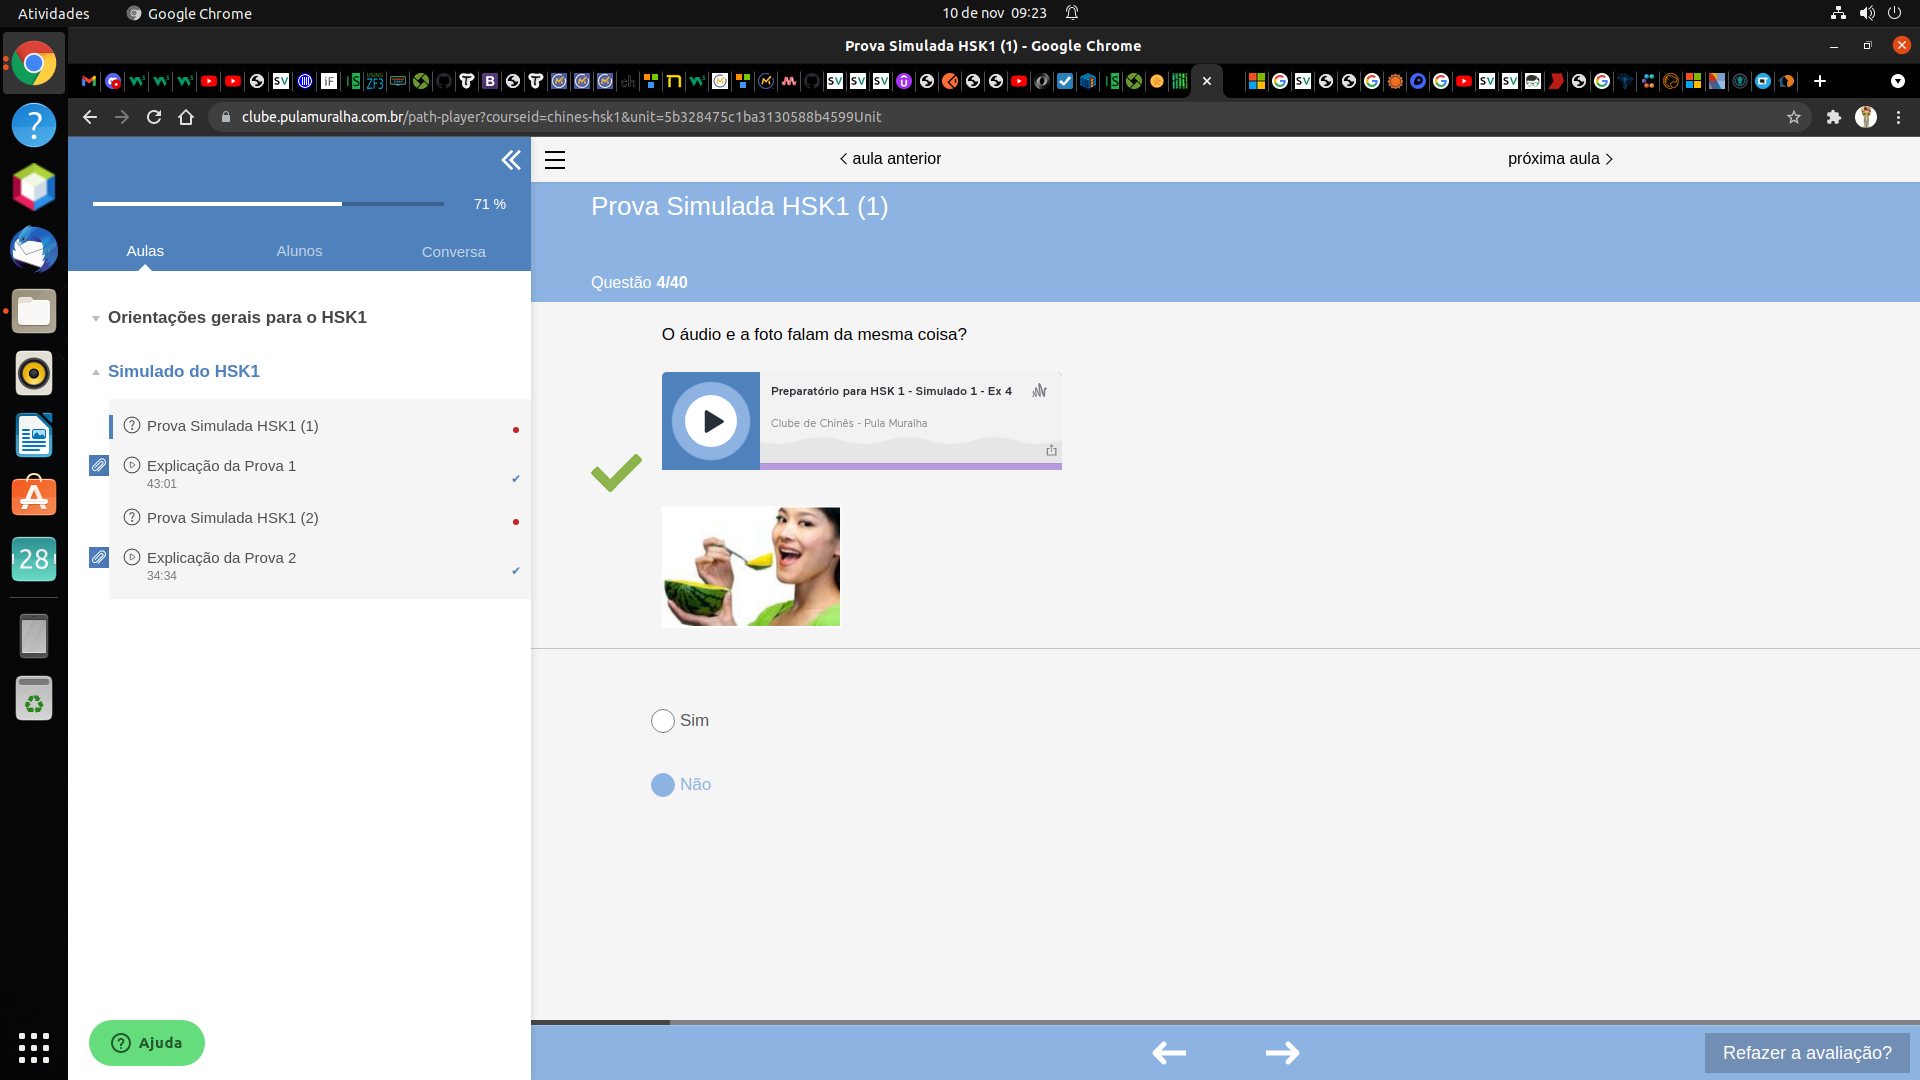 Atividades
Google Chrome
10 de nov 09:23
Prova Simulada HSK1 (1) - Google Chrome
clube.pulamuralha.com.br/path-player?courseid=chines-hsk1&unit=5b328475c1ba3130588b4599Unit
aula anterior
próxima aula
71 %
Aulas
Alunos
Conversa
Orientações gerais para o HSK1
Simulado do HSK1
Prova Simulada HSK1 (1)
Explicação da Prova 1
43:01
Prova Simulada HSK1 (2)
Explicação da Prova 2
34:34
28
Ajuda
Prova Simulada HSK1 (1)
Questão 4/40
O áudio e a foto falam da mesma coisa?
Preparatório para HSK 1 - Simulado 1 - Ex 4
Clube de Chinês - Pula Muralha
Sim
Não
Refazer a avaliação?